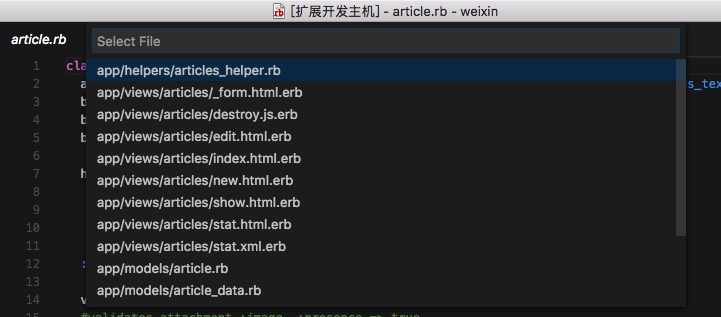 [扩展开发主机] - article.rb - weixin
article.rb
Select File
1 cla
app/helpers/articles_helper.rb
2 a s_tex
app/views/articles/_form.html.erb
3 b
app/views/articles/destroy.js.erb
4 b
5 b
app/views/articles/edit.html.erb
6
app/views/articles/index.html.erb
7 h
app/views/articles/new.html.erb
8
app/views/articles/show.html.erb
9
10
app/views/articles/stat.html.erb
11
app/views/articles/stat.xml.erb
12 :
app/models/article.rb
13
app/models/article_data.rb
14 v
15 #validates_attachment :image, :presence => true